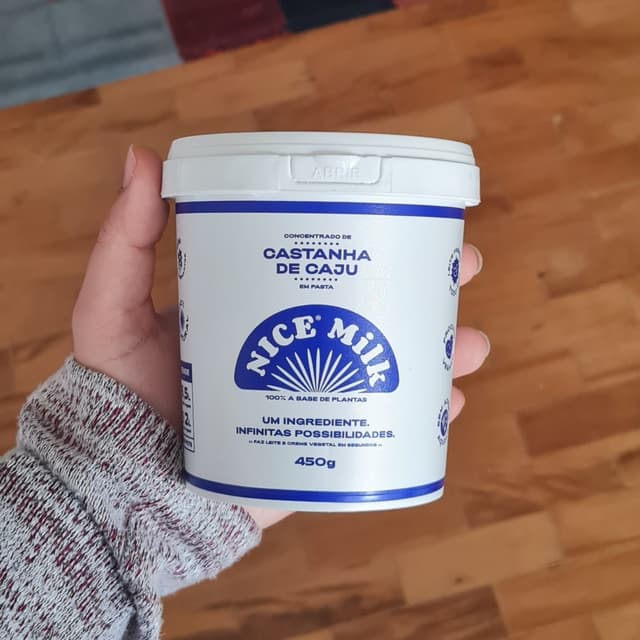 ABRIR
CONCENTRADO DE
CASTANHA
DE CAJU
EM PASTA
NICE® Milk
100% A BASE DE PLANTAS
UM INGREDIENTE.
INFINITAS POSSIBILIDADES.
FAZ LEITE E CREME VEGETAL EM SEGUNDOS
450g